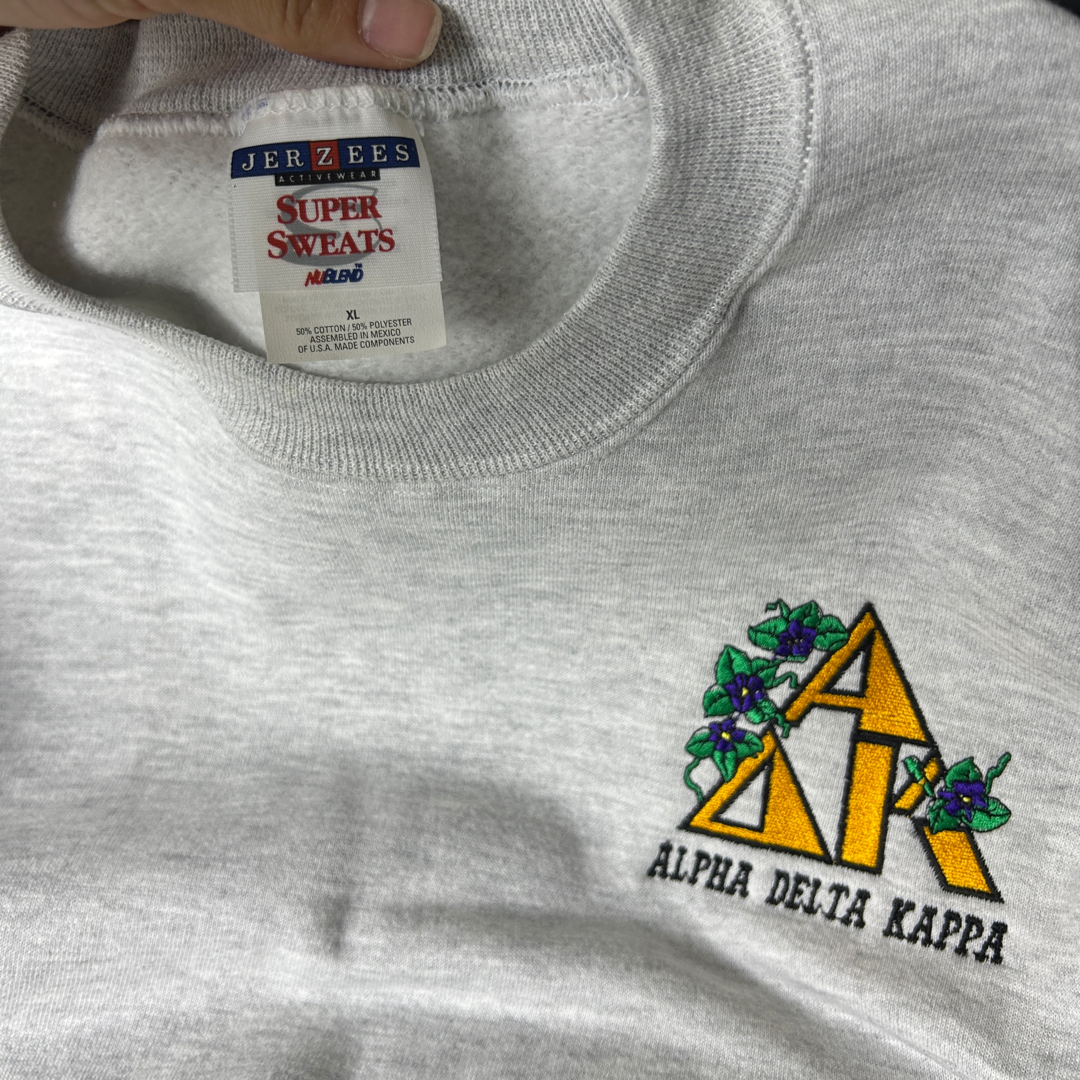 JERZEES
ACTIVEWEAR
SUPER
SWEATS
NUBLEND™
XL
50% COTTON / 50% POLYESTER
ASSEMBLED IN MEXICO
OF U.S.A. MADE COMPONENTS
ΑΔΚ
ALPHA DELTA KAPPA